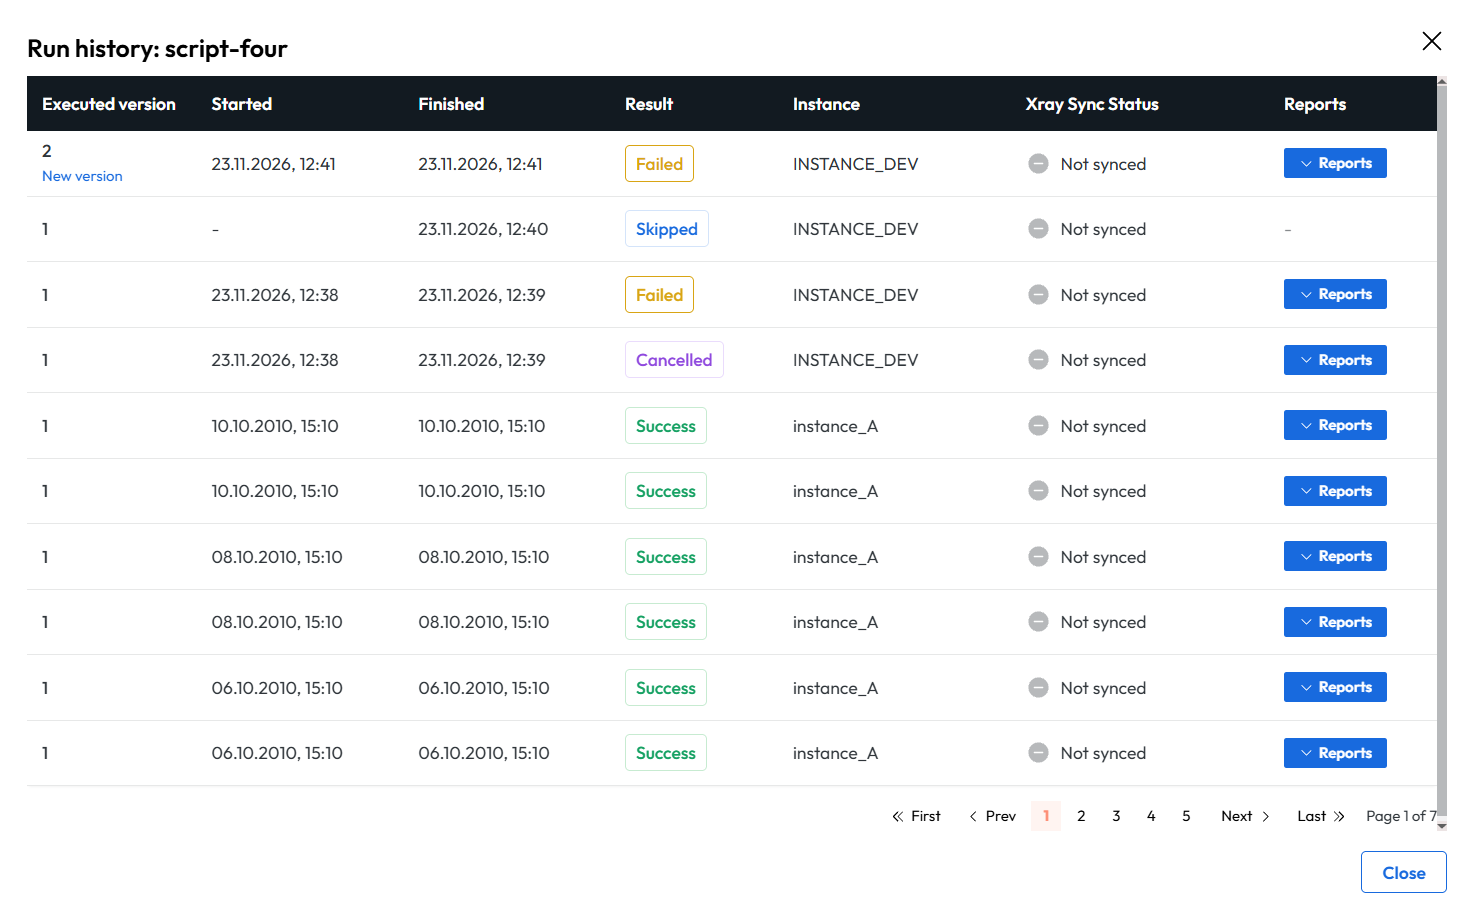 Run history: script-four
Executed version Started Finished Result Instance Xray Sync Status Reports
2
New version
23.11.2026, 12:41 23.11.2026, 12:41 Failed INSTANCE_DEV Not synced Reports
1 - 23.11.2026, 12:40 Skipped INSTANCE_DEV Not synced -
1 23.11.2026, 12:38 23.11.2026, 12:39 Failed INSTANCE_DEV Not synced Reports
1 23.11.2026, 12:38 23.11.2026, 12:39 Cancelled INSTANCE_DEV Not synced Reports
1 10.10.2010, 15:10 10.10.2010, 15:10 Success instance_A Not synced Reports
1 10.10.2010, 15:10 10.10.2010, 15:10 Success instance_A Not synced Reports
1 08.10.2010, 15:10 08.10.2010, 15:10 Success instance_A Not synced Reports
1 08.10.2010, 15:10 08.10.2010, 15:10 Success instance_A Not synced Reports
1 06.10.2010, 15:10 06.10.2010, 15:10 Success instance_A Not synced Reports
1 06.10.2010, 15:10 06.10.2010, 15:10 Success instance_A Not synced Reports
First Prev 1 2 3 4 5 Next Last Page 1 of 7
Close